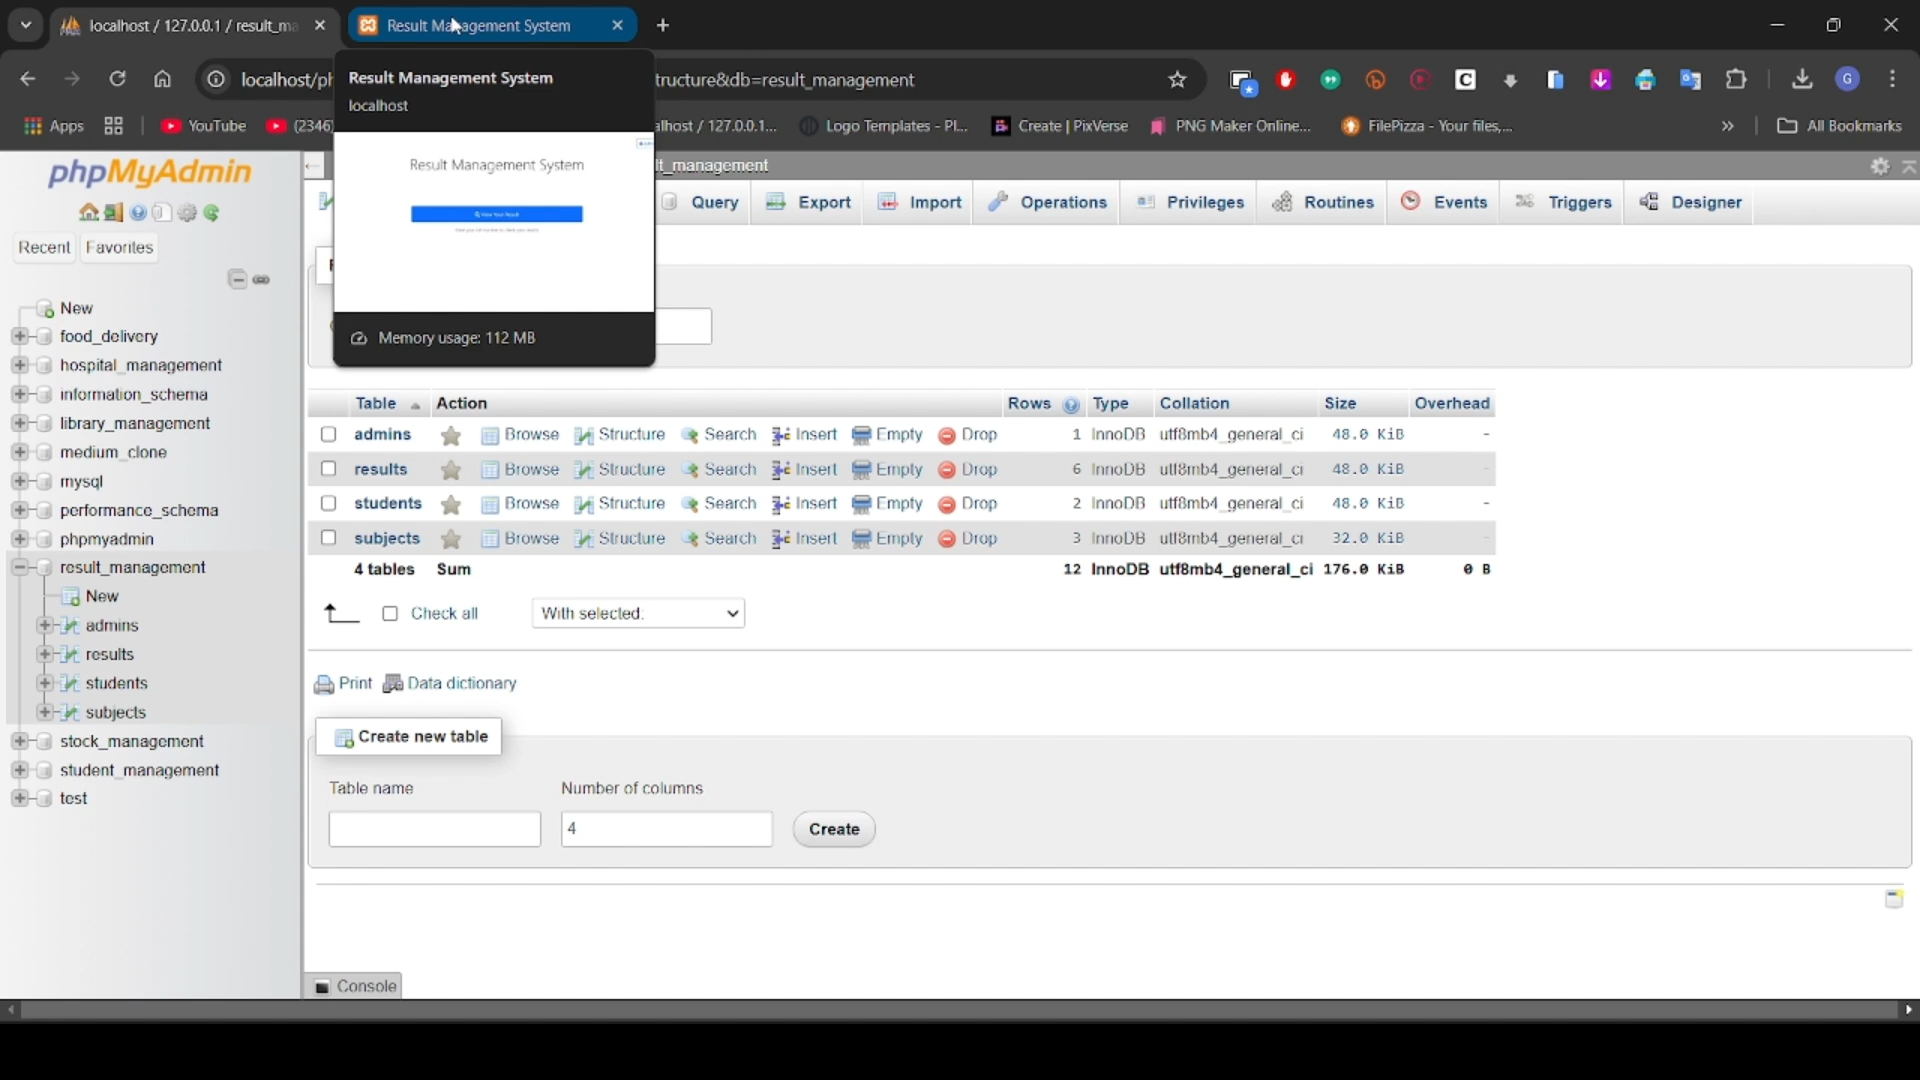 localhost / 127.0.0.1 / result_ma
Result Management System
localhost/ph
tructure&db=result_management
Result Management System
localhost
Apps
YouTube
(2346)
alhost / 127.0.0.1...
Logo Templates - Pl...
Create | PixVerse
PNG Maker Online...
FilePizza - Your files,...
All Bookmarks
Result Management System
View Your Result
Memory usage: 112 MB
phpMyAdmin
Recent
Favorites
New
food_delivery
hospital_management
information_schema
library_management
medium_clone
mysql
performance_schema
phpmyadmin
result_management
New
admins
results
students
subjects
stock_management
student_management
test
lt_management
Query
Export
Import
Operations
Privileges
Routines
Events
Triggers
Designer
Table Action Rows Type Collation Size Overhead
admins Browse Structure Search Insert Empty Drop 1 InnoDB utf8mb4_general_ci 48.0 KiB -
results Browse Structure Search Insert Empty Drop 6 InnoDB utf8mb4_general_ci 48.0 KiB -
students Browse Structure Search Insert Empty Drop 2 InnoDB utf8mb4_general_ci 48.0 KiB -
subjects Browse Structure Search Insert Empty Drop 3 InnoDB utf8mb4_general_ci 32.0 KiB -
4 tables Sum 12 InnoDB utf8mb4_general_ci 176.0 KiB 0 B
Check all
With selected:
Print
Data dictionary
Create new table
Table name
Number of columns
4
Create
Console